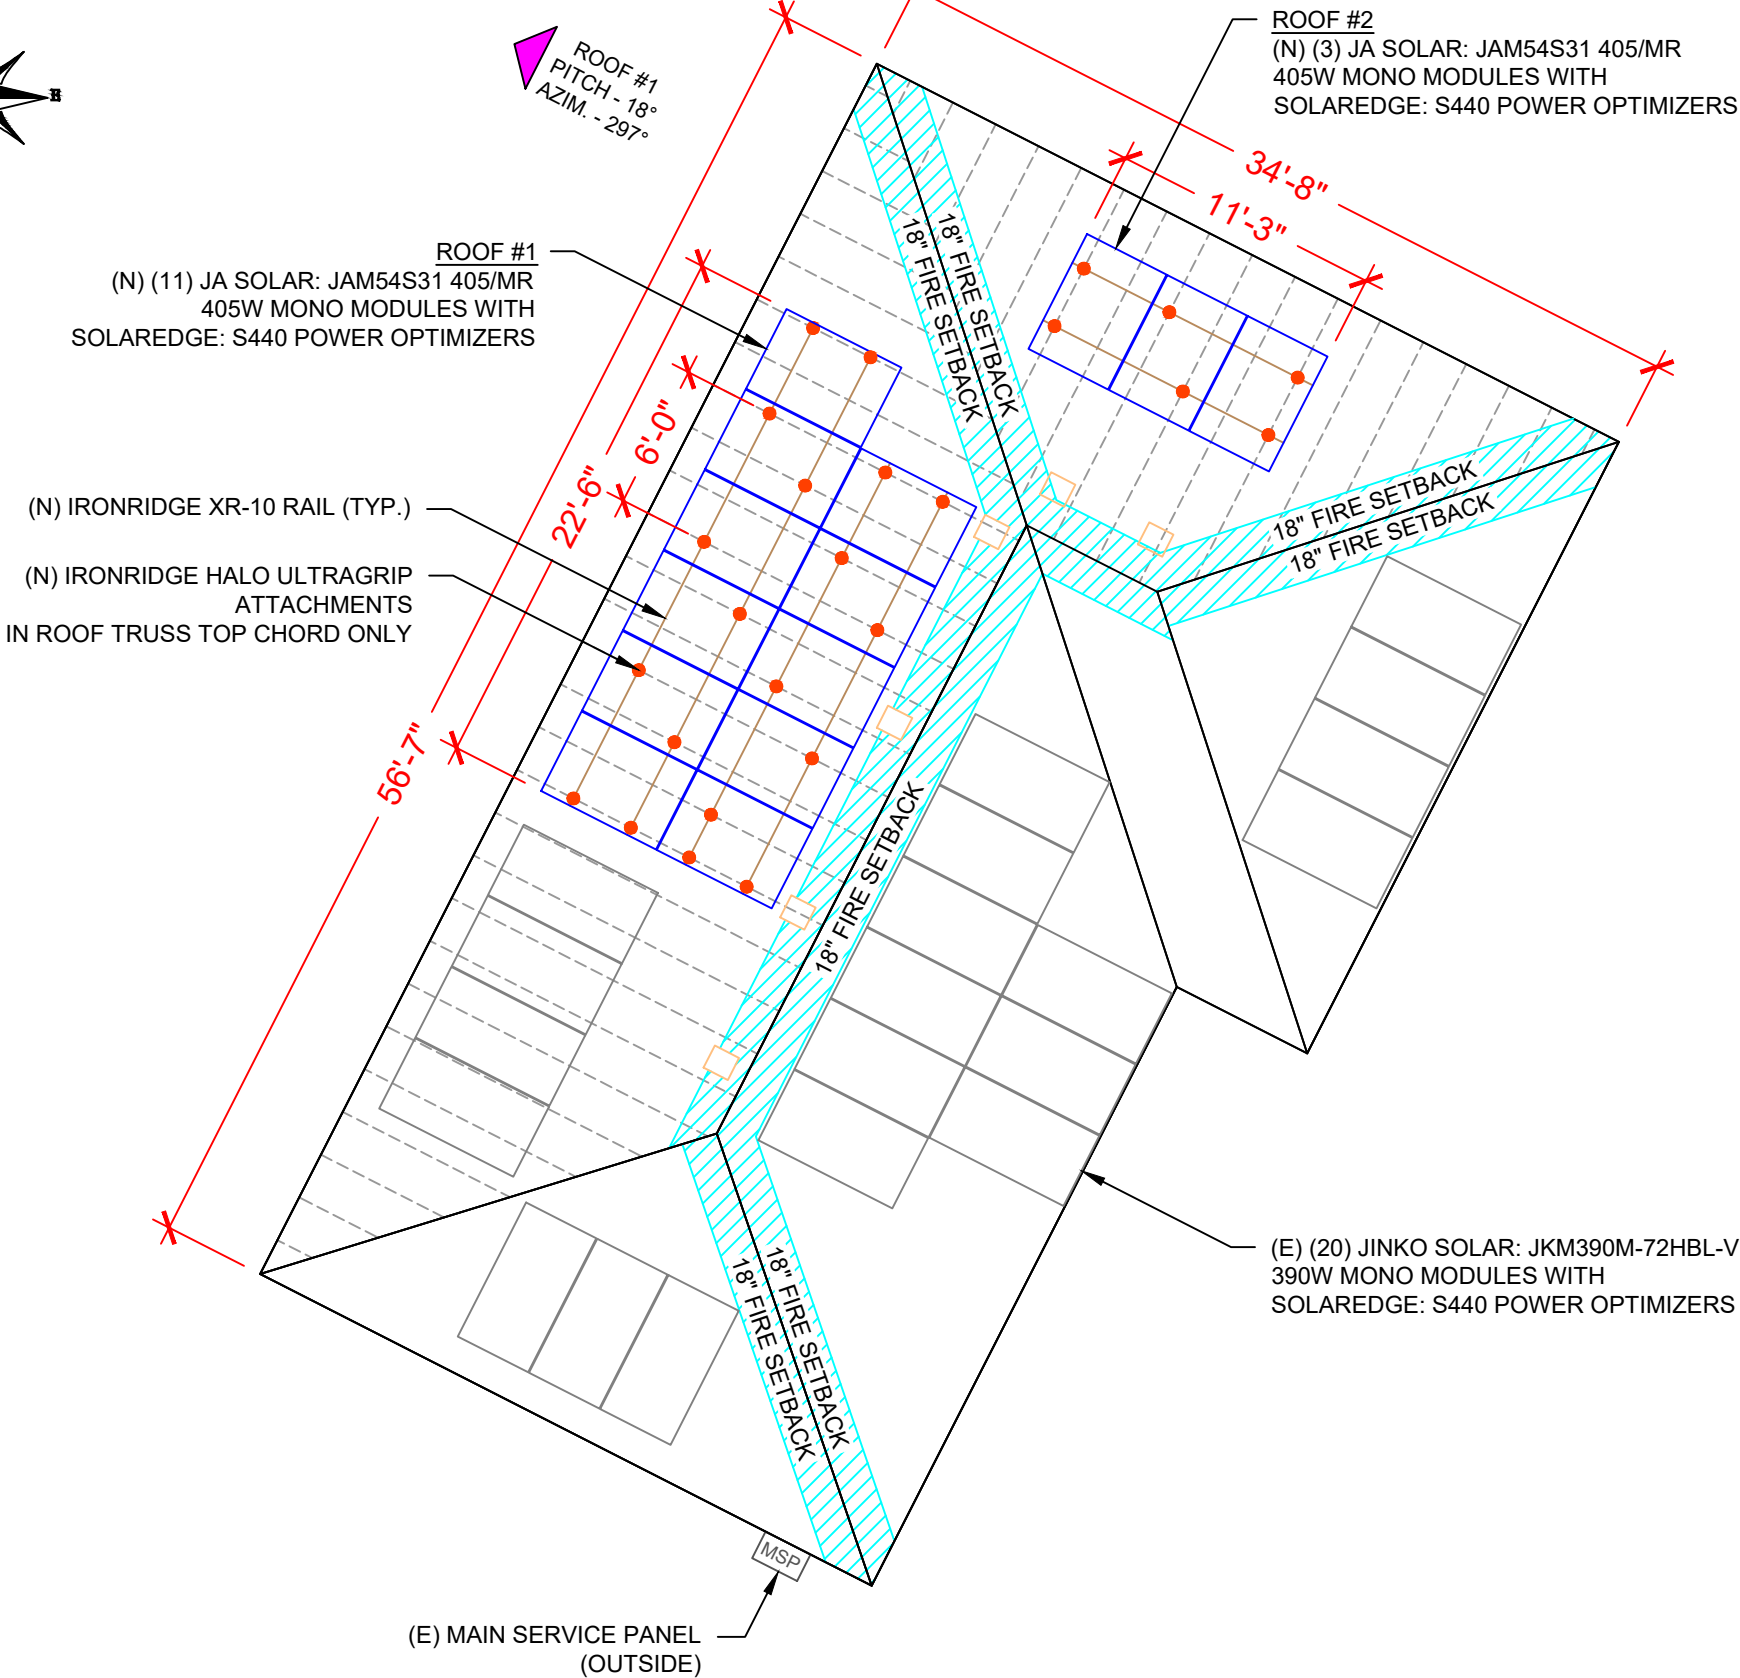 ROOF #1
PITCH - 18°
AZIM. - 297°
ROOF #2
(N) (3) JA SOLAR: JAM54S31 405/MR
405W MONO MODULES WITH
SOLAREDGE: S440 POWER OPTIMIZERS
34'-8"
11'-3"
18" FIRE SETBACK
18" FIRE SETBACK
ROOF #1
(N) (11) JA SOLAR: JAM54S31 405/MR
405W MONO MODULES WITH
SOLAREDGE: S440 POWER OPTIMIZERS
6'-0"
22'-6"
56'-7"
(N) IRONRIDGE XR-10 RAIL (TYP.)
(N) IRONRIDGE HALO ULTRAGRIP
ATTACHMENTS
IN ROOF TRUSS TOP CHORD ONLY
18" FIRE SETBACK
18" FIRE SETBACK
18" FIRE SETBACK
(E) (20) JINKO SOLAR: JKM390M-72HBL-V
390W MONO MODULES WITH
SOLAREDGE: S440 POWER OPTIMIZERS
18" FIRE SETBACK
18" FIRE SETBACK
MSP
(E) MAIN SERVICE PANEL
(OUTSIDE)